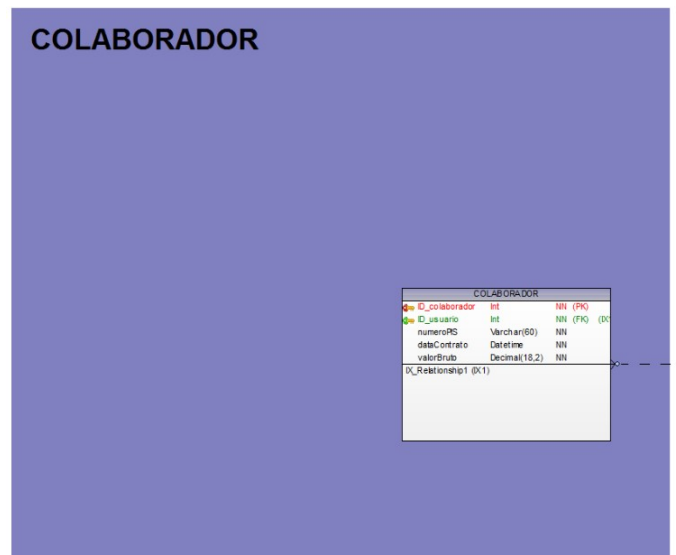 COLABORADOR
COLABORADOR
ID_colaborador Int NN (PK)
ID_usuario Int NN (FK) (IX
numeroPIS Varchar(60) NN
dataContrato Datetime NN
valorBruto Decimal(18,2) NN
IX_Relationship1 (IX1)